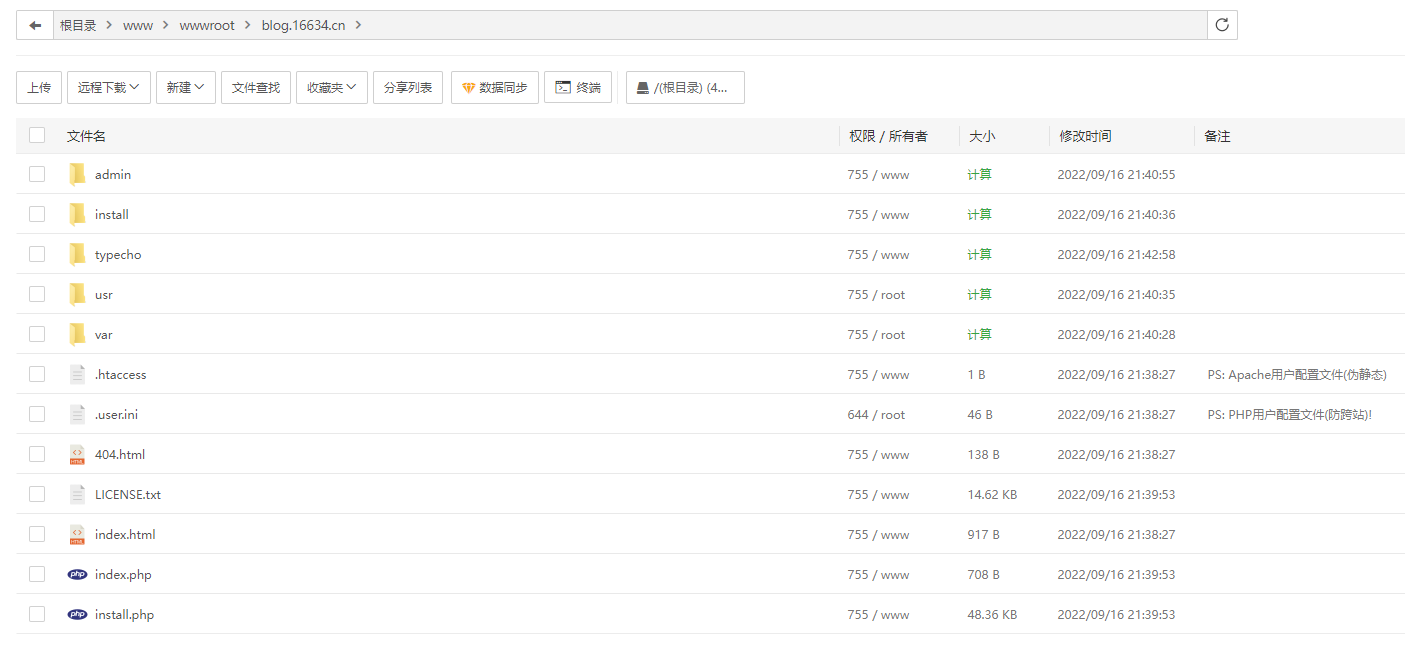 根目录 www wwwroot blog.16634.cn
上传 远程下载 新建 文件查找 收藏夹 分享列表 数据同步 终端 /(根目录) (4...
文件名 权限 / 所有者 大小 修改时间 备注
admin 755 / www 计算 2022/09/16 21:40:55
install 755 / www 计算 2022/09/16 21:40:36
typecho 755 / www 计算 2022/09/16 21:42:58
usr 755 / root 计算 2022/09/16 21:40:35
var 755 / root 计算 2022/09/16 21:40:28
.htaccess 755 / www 1 B 2022/09/16 21:38:27 PS: Apache用户配置文件(伪静态)
.user.ini 644 / root 46 B 2022/09/16 21:38:27 PS: PHP用户配置文件(防跨站)!
404.html 755 / www 138 B 2022/09/16 21:38:27
LICENSE.txt 755 / www 14.62 KB 2022/09/16 21:39:53
index.html 755 / www 917 B 2022/09/16 21:38:27
php index.php 755 / www 708 B 2022/09/16 21:39:53
php install.php 755 / www 48.36 KB 2022/09/16 21:39:53